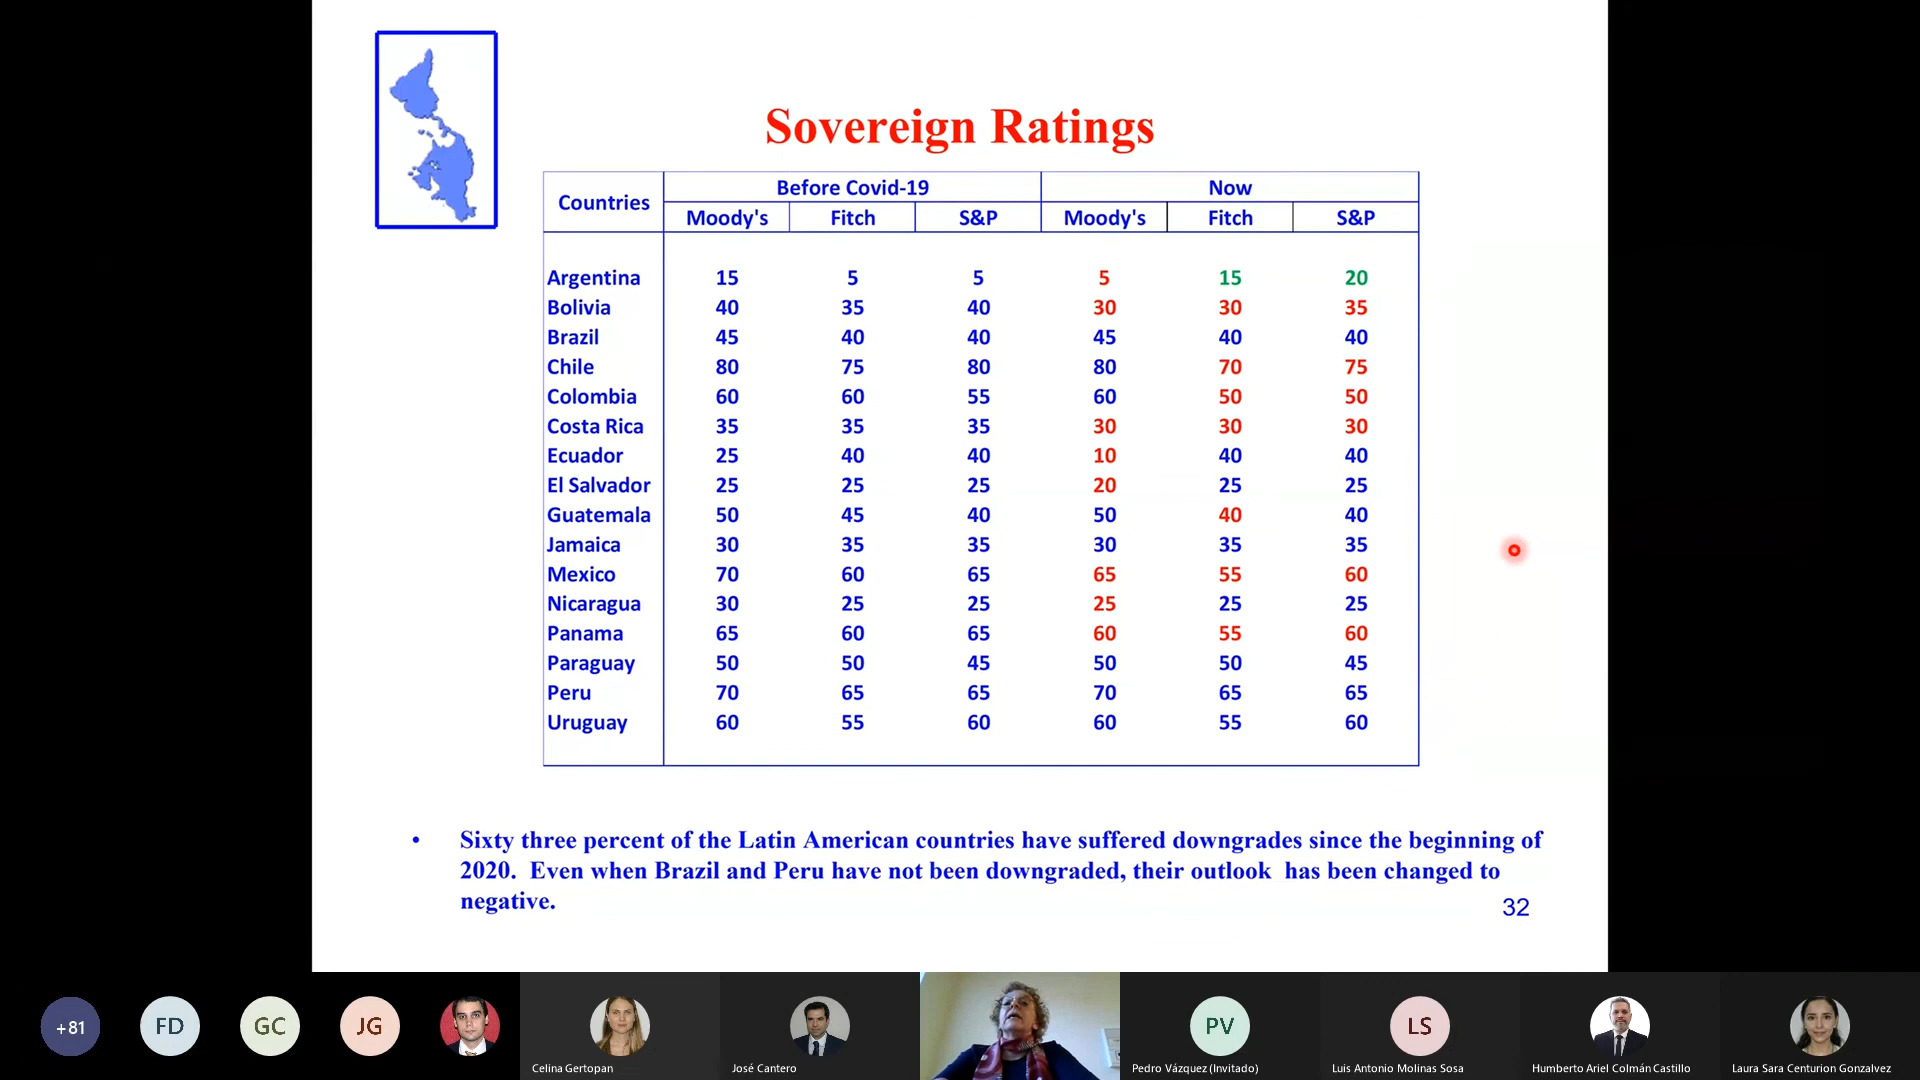 Sovereign Ratings
Countries Before Covid-19 Now
Moody's Fitch S&P Moody's Fitch S&P
Argentina 15 5 5 5 15 20
Bolivia 40 35 40 30 30 35
Brazil 45 40 40 45 40 40
Chile 80 75 80 80 70 75
Colombia 60 60 55 60 50 50
Costa Rica 35 35 35 30 30 30
Ecuador 25 40 40 10 40 40
El Salvador 25 25 25 20 25 25
Guatemala 50 45 40 50 40 40
Jamaica 30 35 35 30 35 35
Mexico 70 60 65 65 55 60
Nicaragua 30 25 25 25 25 25
Panama 65 60 65 60 55 60
Paraguay 50 50 45 50 50 45
Peru 70 65 65 70 65 65
Uruguay 60 55 60 60 55 60
• Sixty three percent of the Latin American countries have suffered downgrades since the beginning of
2020. Even when Brazil and Peru have not been downgraded, their outlook has been changed to
negative.
32
+81 FD GC JG PV LS
Celina Gertopan José Cantero Pedro Vázquez (Invitado) Luis Antonio Molinas Sosa Humberto Ariel Colmán Castillo Laura Sara Centurion Gonzalvez